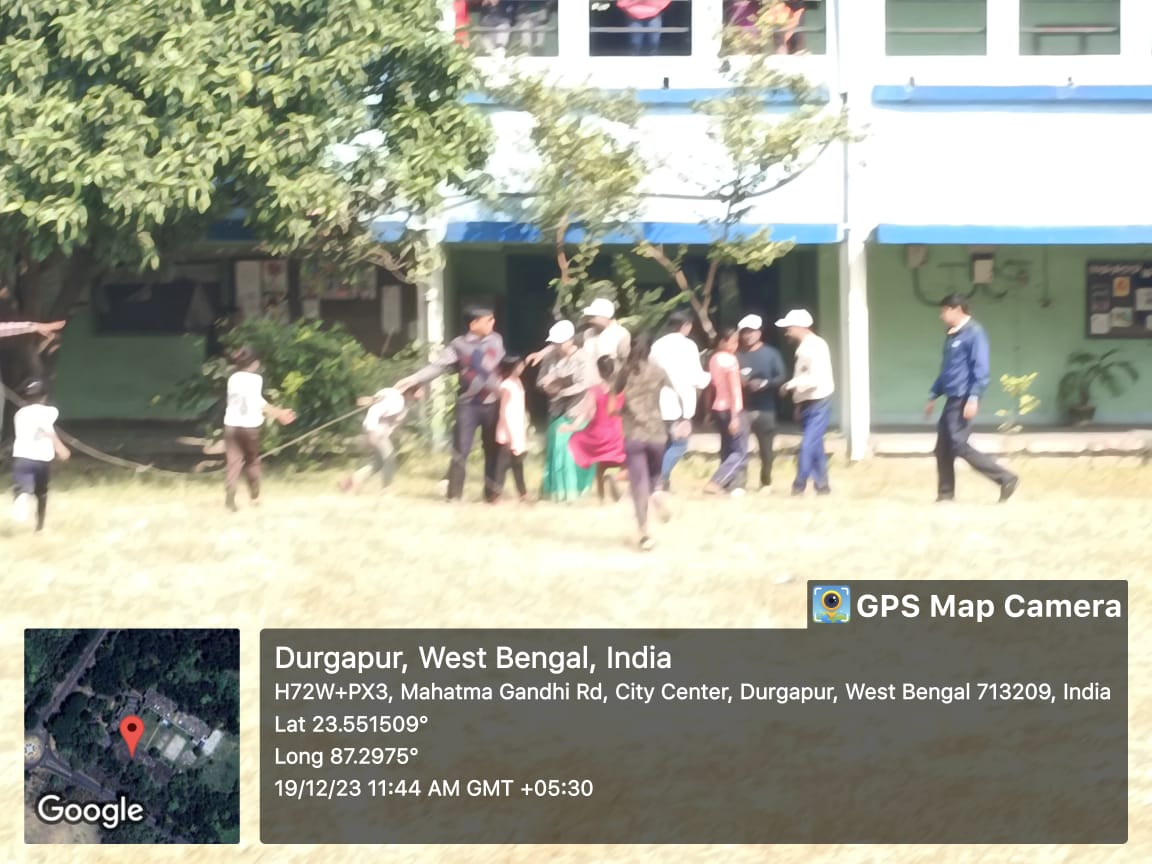 GPS Map Camera
Durgapur, West Bengal, India
H72W+PX3, Mahatma Gandhi Rd, City Center, Durgapur, West Bengal 713209, India
Lat 23.551509°
Long 87.2975°
19/12/23 11:44 AM GMT +05:30
Google